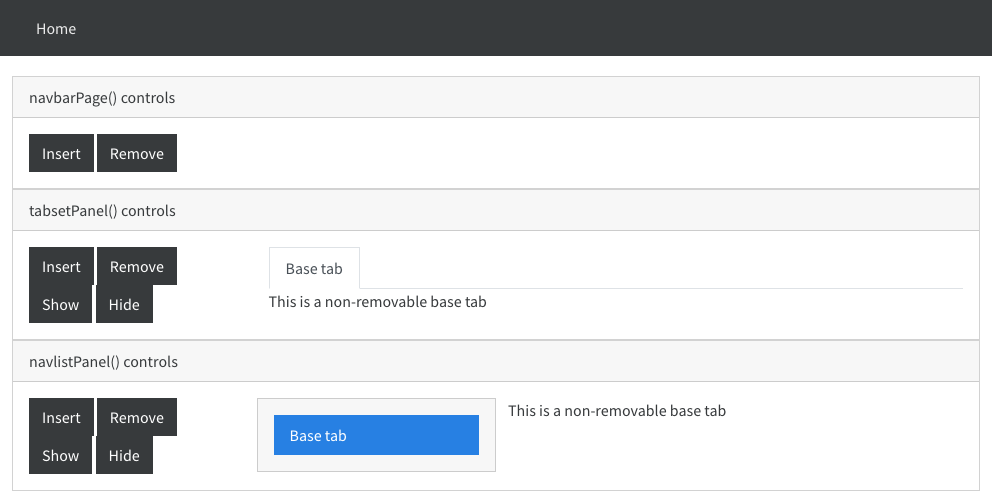 Home
navbarPage() controls
Insert Remove
tabsetPanel() controls
Insert Remove
Show Hide
Base tab
This is a non-removable base tab
navlistPanel() controls
Insert Remove
Show Hide
Base tab
This is a non-removable base tab